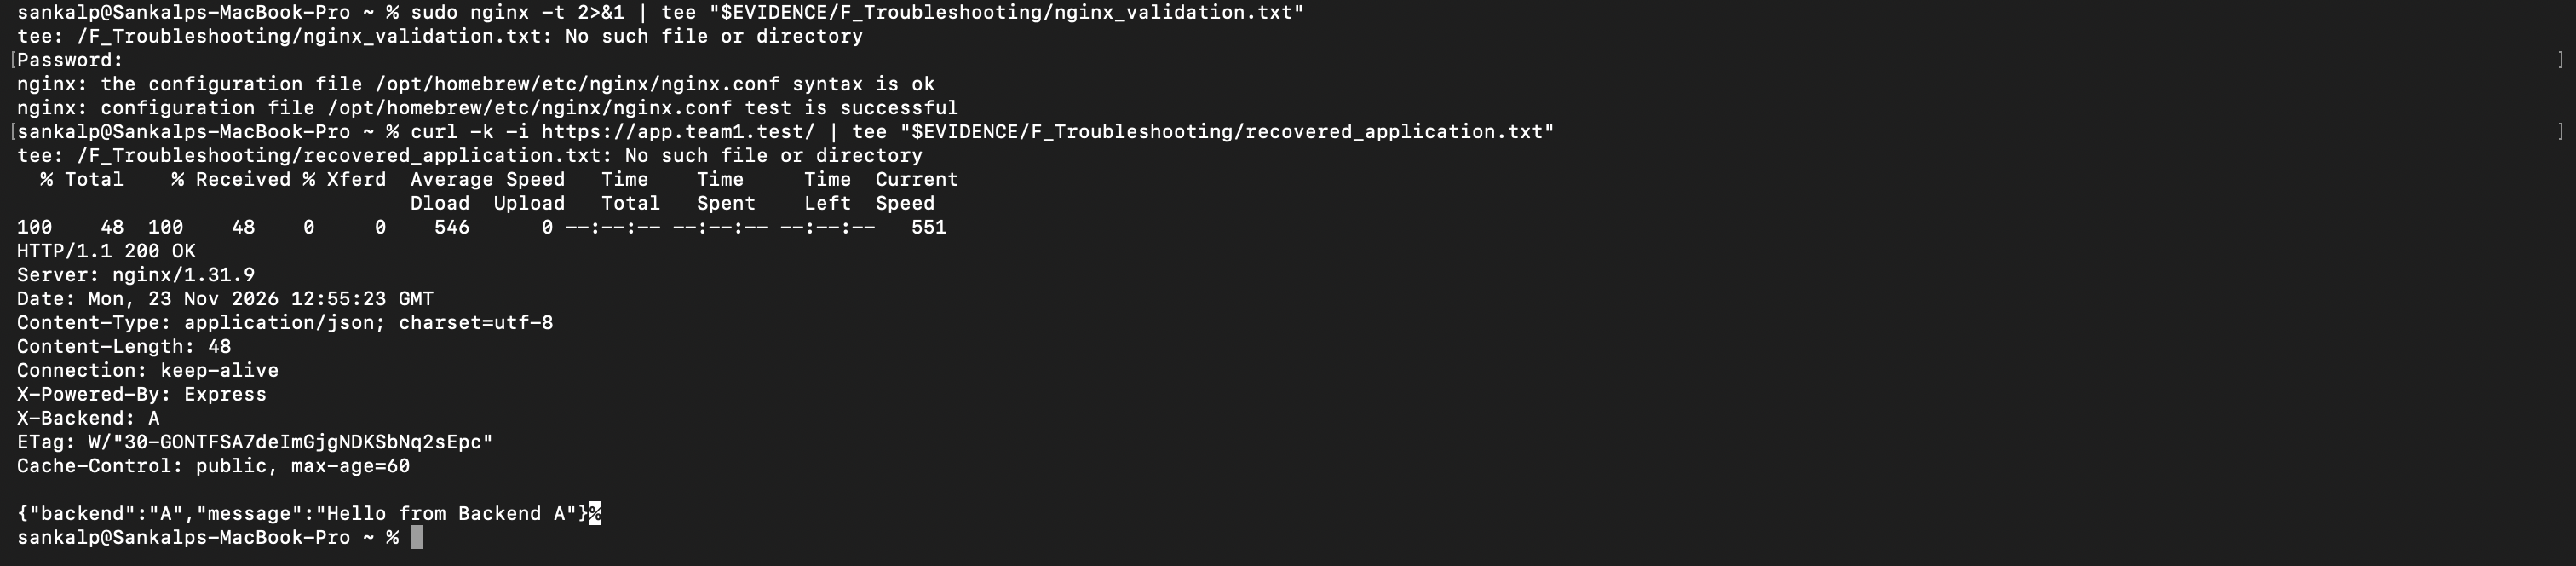 sankalp@Sankalps-MacBook-Pro ~ % sudo nginx -t 2>&1 | tee "$EVIDENCE/F_Troubleshooting/nginx_validation.txt"
tee: /F_Troubleshooting/nginx_validation.txt: No such file or directory
[Password: ]
nginx: the configuration file /opt/homebrew/etc/nginx/nginx.conf syntax is ok
nginx: configuration file /opt/homebrew/etc/nginx/nginx.conf test is successful
[sankalp@Sankalps-MacBook-Pro ~ % curl -k -i https://app.team1.test/ | tee "$EVIDENCE/F_Troubleshooting/recovered_application.txt" ]
tee: /F_Troubleshooting/recovered_application.txt: No such file or directory
  % Total    % Received % Xferd  Average Speed   Time    Time     Time  Current
                                 Dload  Upload   Total   Spent    Left  Speed
100    48  100    48    0     0    546      0 --:--:-- --:--:-- --:--:--   551
HTTP/1.1 200 OK
Server: nginx/1.31.9
Date: Mon, 23 Nov 2026 12:55:23 GMT
Content-Type: application/json; charset=utf-8
Content-Length: 48
Connection: keep-alive
X-Powered-By: Express
X-Backend: A
ETag: W/"30-GONTFSA7deImGjgNDKSbNq2sEpc"
Cache-Control: public, max-age=60

{"backend":"A","message":"Hello from Backend A"}%
sankalp@Sankalps-MacBook-Pro ~ %